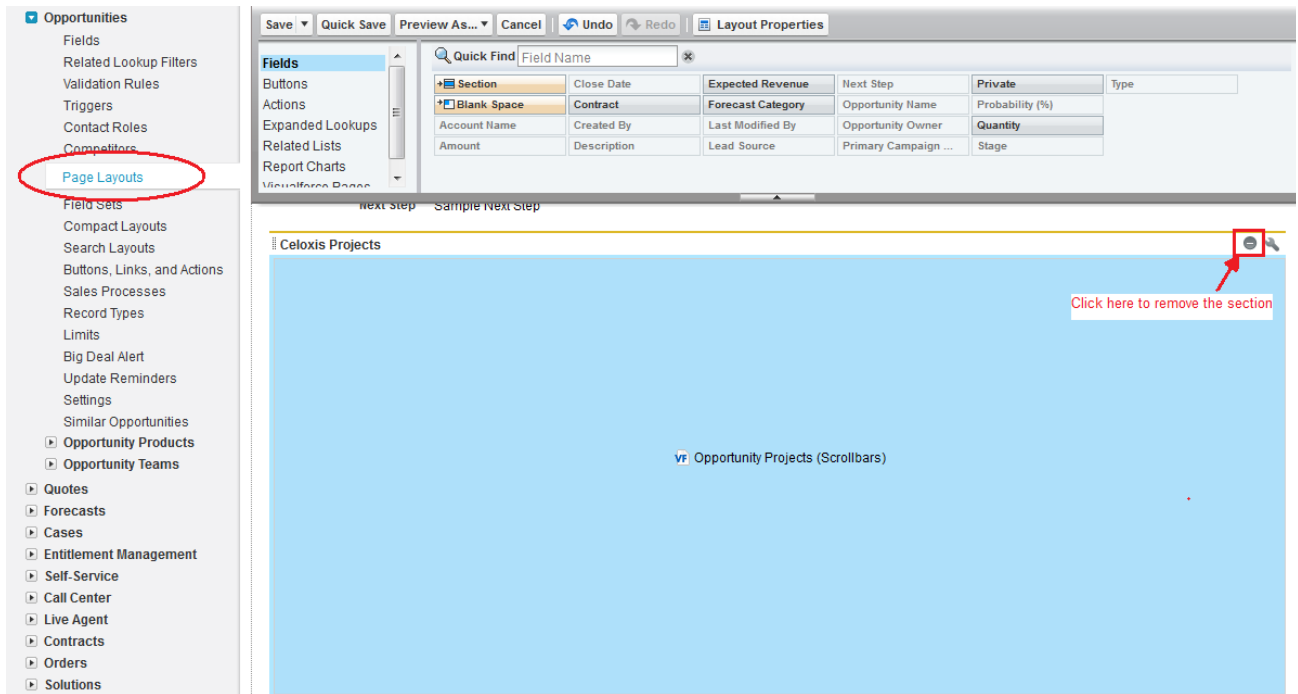 Opportunities
Fields
Related Lookup Filters
Validation Rules
Triggers
Contact Roles
Competitors
Page Layouts
Field Sets
Compact Layouts
Search Layouts
Buttons, Links, and Actions
Sales Processes
Record Types
Limits
Big Deal Alert
Update Reminders
Settings
Similar Opportunities
Opportunity Products
Opportunity Teams
Quotes
Forecasts
Cases
Entitlement Management
Self-Service
Call Center
Live Agent
Contracts
Orders
Solutions
Save Quick Save Preview As... Cancel Undo Redo Layout Properties
Fields
Buttons
Actions
Expanded Lookups
Related Lists
Report Charts
Visualforce Pages
Quick Find Field Name
Section Close Date Expected Revenue Next Step Private Type
Blank Space Contract Forecast Category Opportunity Name Probability (%)
Account Name Created By Last Modified By Opportunity Owner Quantity
Amount Description Lead Source Primary Campaign ... Stage
Next Step Sample Next Step
Celoxis Projects
Click here to remove the section
VF Opportunity Projects (Scrollbars)